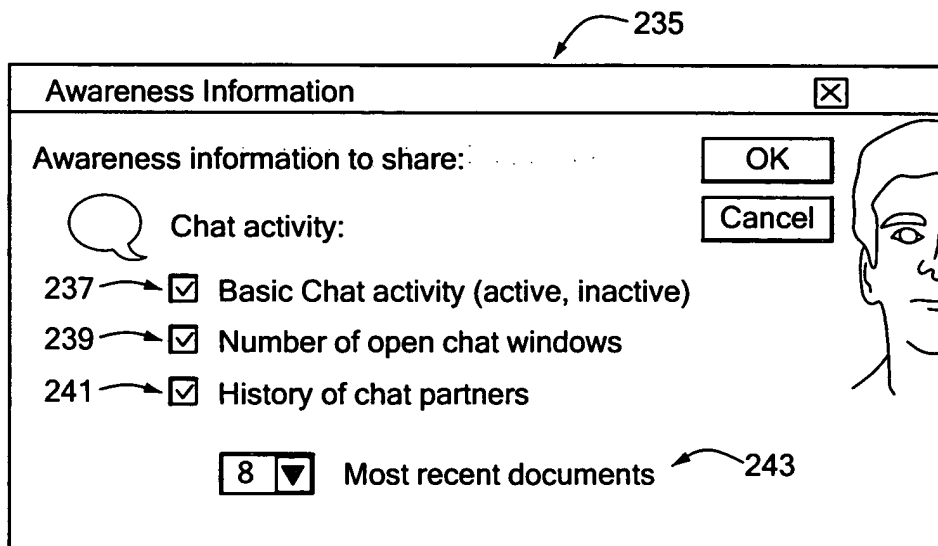 235
Awareness Information
Awareness information to share:
OK
Cancel
Chat activity:
237
Basic Chat activity (active, inactive)
239
Number of open chat windows
241
History of chat partners
8
Most recent documents
243